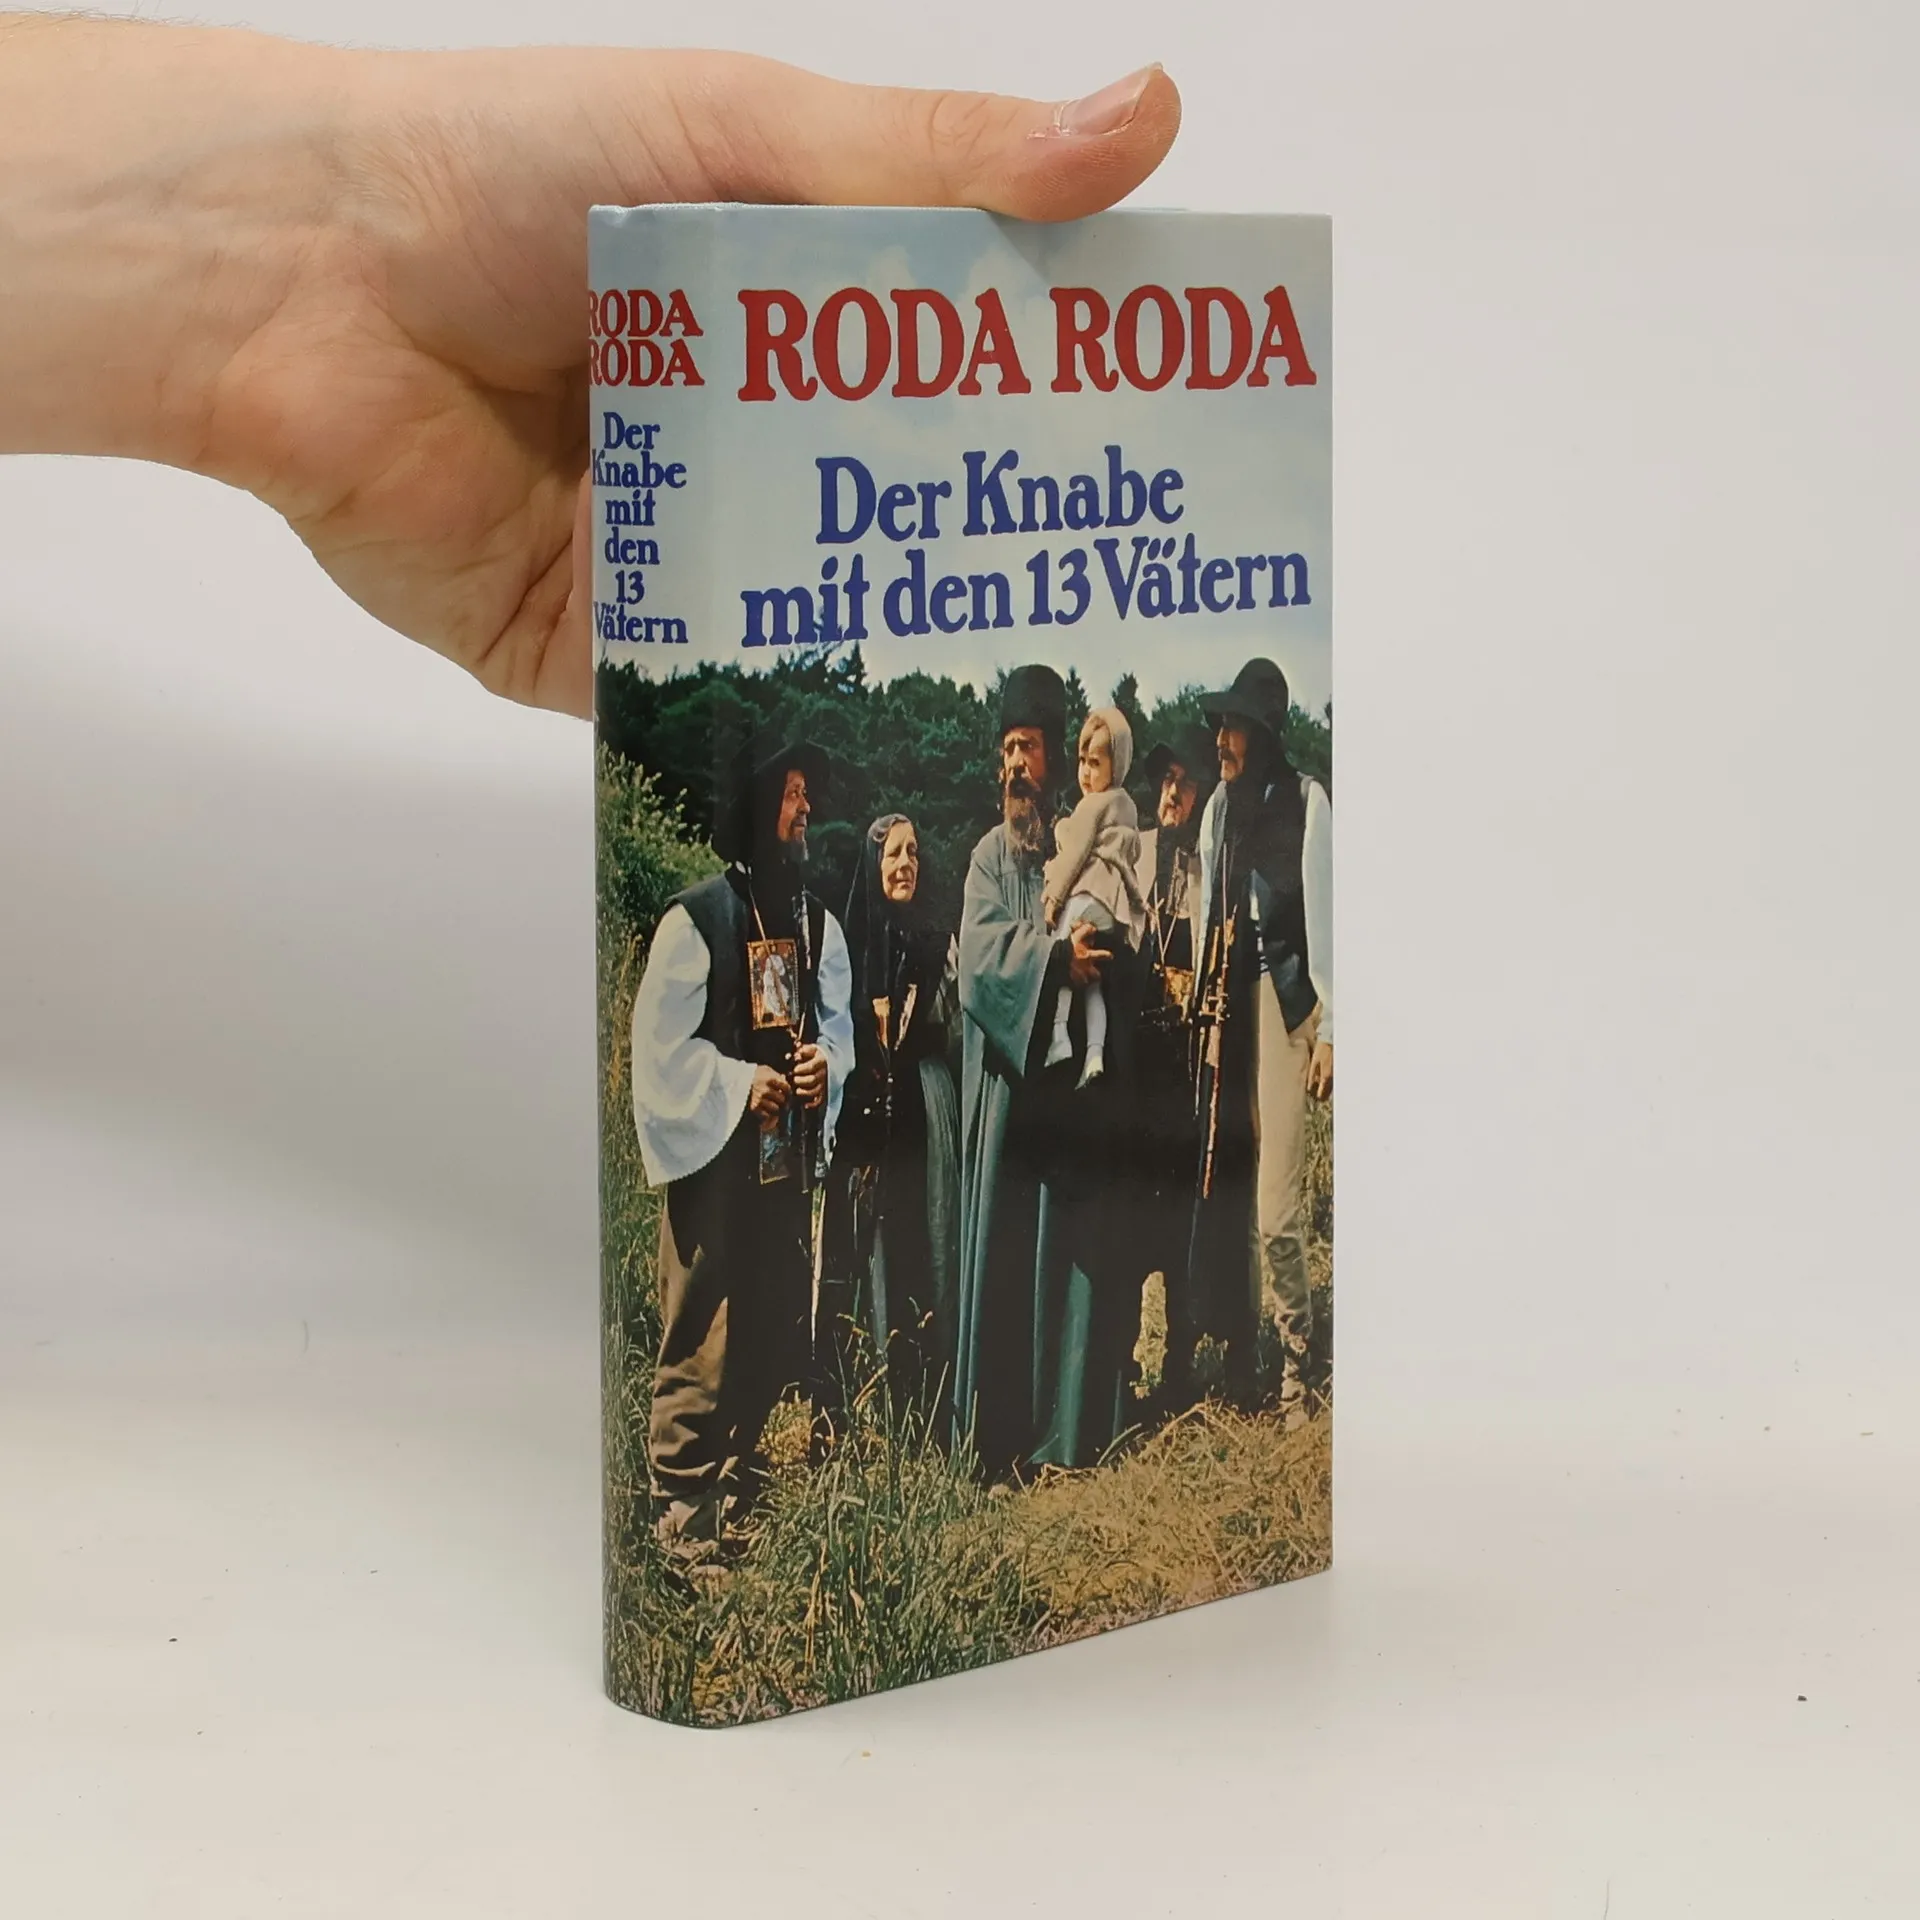 RODA
RODA
Der
Knabe
mit
den
13
Vätern
RODA RODA
Der Knabe
mit den 13 Vätern